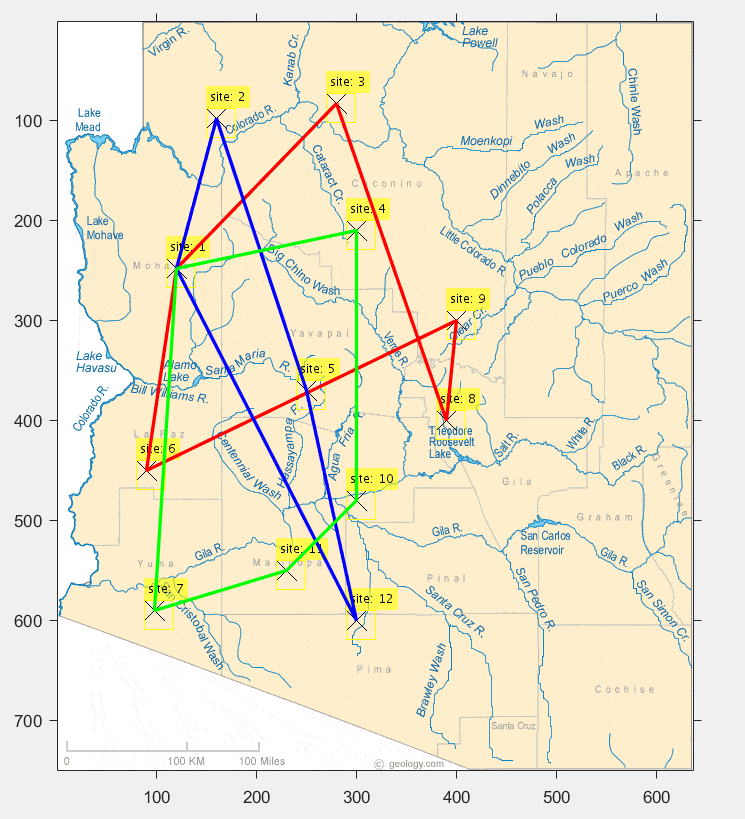 Virgin R.
Kanab Cr.
Lake
Powell
site: 3
Navajo
Chinle Wash
site: 2
100
Lake
Mead
Colorado R.
Moenkopi Wash
Dinnebito Wash
Cataract Cr.
Polacca Wash
Apache
Coconino
200
site: 4
Lake
Mohave
Little Colorado R.
Pueblo Colorado Wash
site: 1
Big Chino Wash
Puerco Wash
300
site: 9
Clear Cr.
Yavapai
Verde R.
Lake
Havasu
Alamo
Lake
Santa Maria R.
site: 5
Bill Williams R.
Colorado R.
400
site: 8
Theodore
Roosevelt
Lake
La Paz
site: 6
Centennial Wash
Hassayampa R.
Agua Fria R.
Salt R.
White R.
Black R.
Greenlee
site: 10
Gila
500
Graham
San Carlos
Reservoir
Gila R.
Gila R.
Gila R.
site: 11
Maricopa
Yuma
Pinal
site: 7
site: 12
San Cristobal Wash
Santa Cruz R.
San Pedro R.
San Simon Cr.
600
Pima
Brawley Wash
Cochise
700
Santa Cruz
0 100 KM 100 Miles
© geology.com
100 200 300 400 500 600